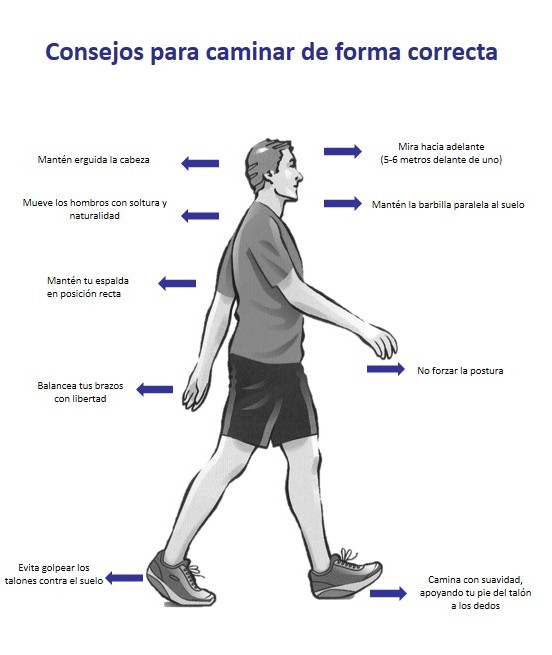 Consejos para caminar de forma correcta
Mantén erguida la cabeza
Mira hacia adelante
(5-6 metros delante de uno)
Mueve los hombros con soltura y
naturalidad
Mantén la barbilla paralela al suelo
Mantén tu espalda
en posición recta
No forzar la postura
Balancea tus brazos
con libertad
Evita golpear los
talones contra el suelo
Camina con suavidad,
apoyando tu pie del talón
a los dedos